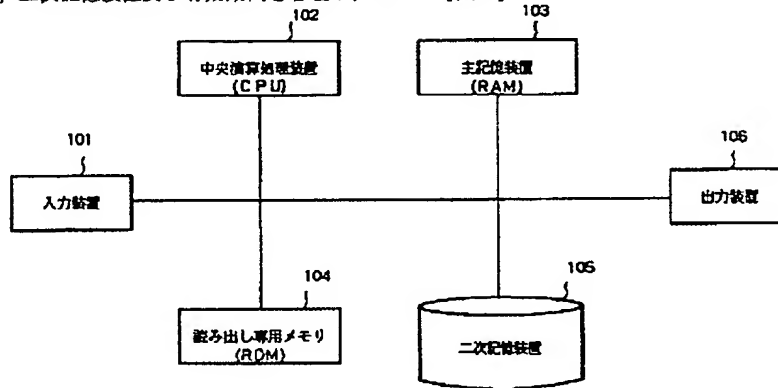 102
103
中央演算処理装置
(CPU)
主記憶装置
(RAM)
101
106
入力装置
出力装置
104
105
読み出し専用メモリ
(ROM)
二次記憶装置